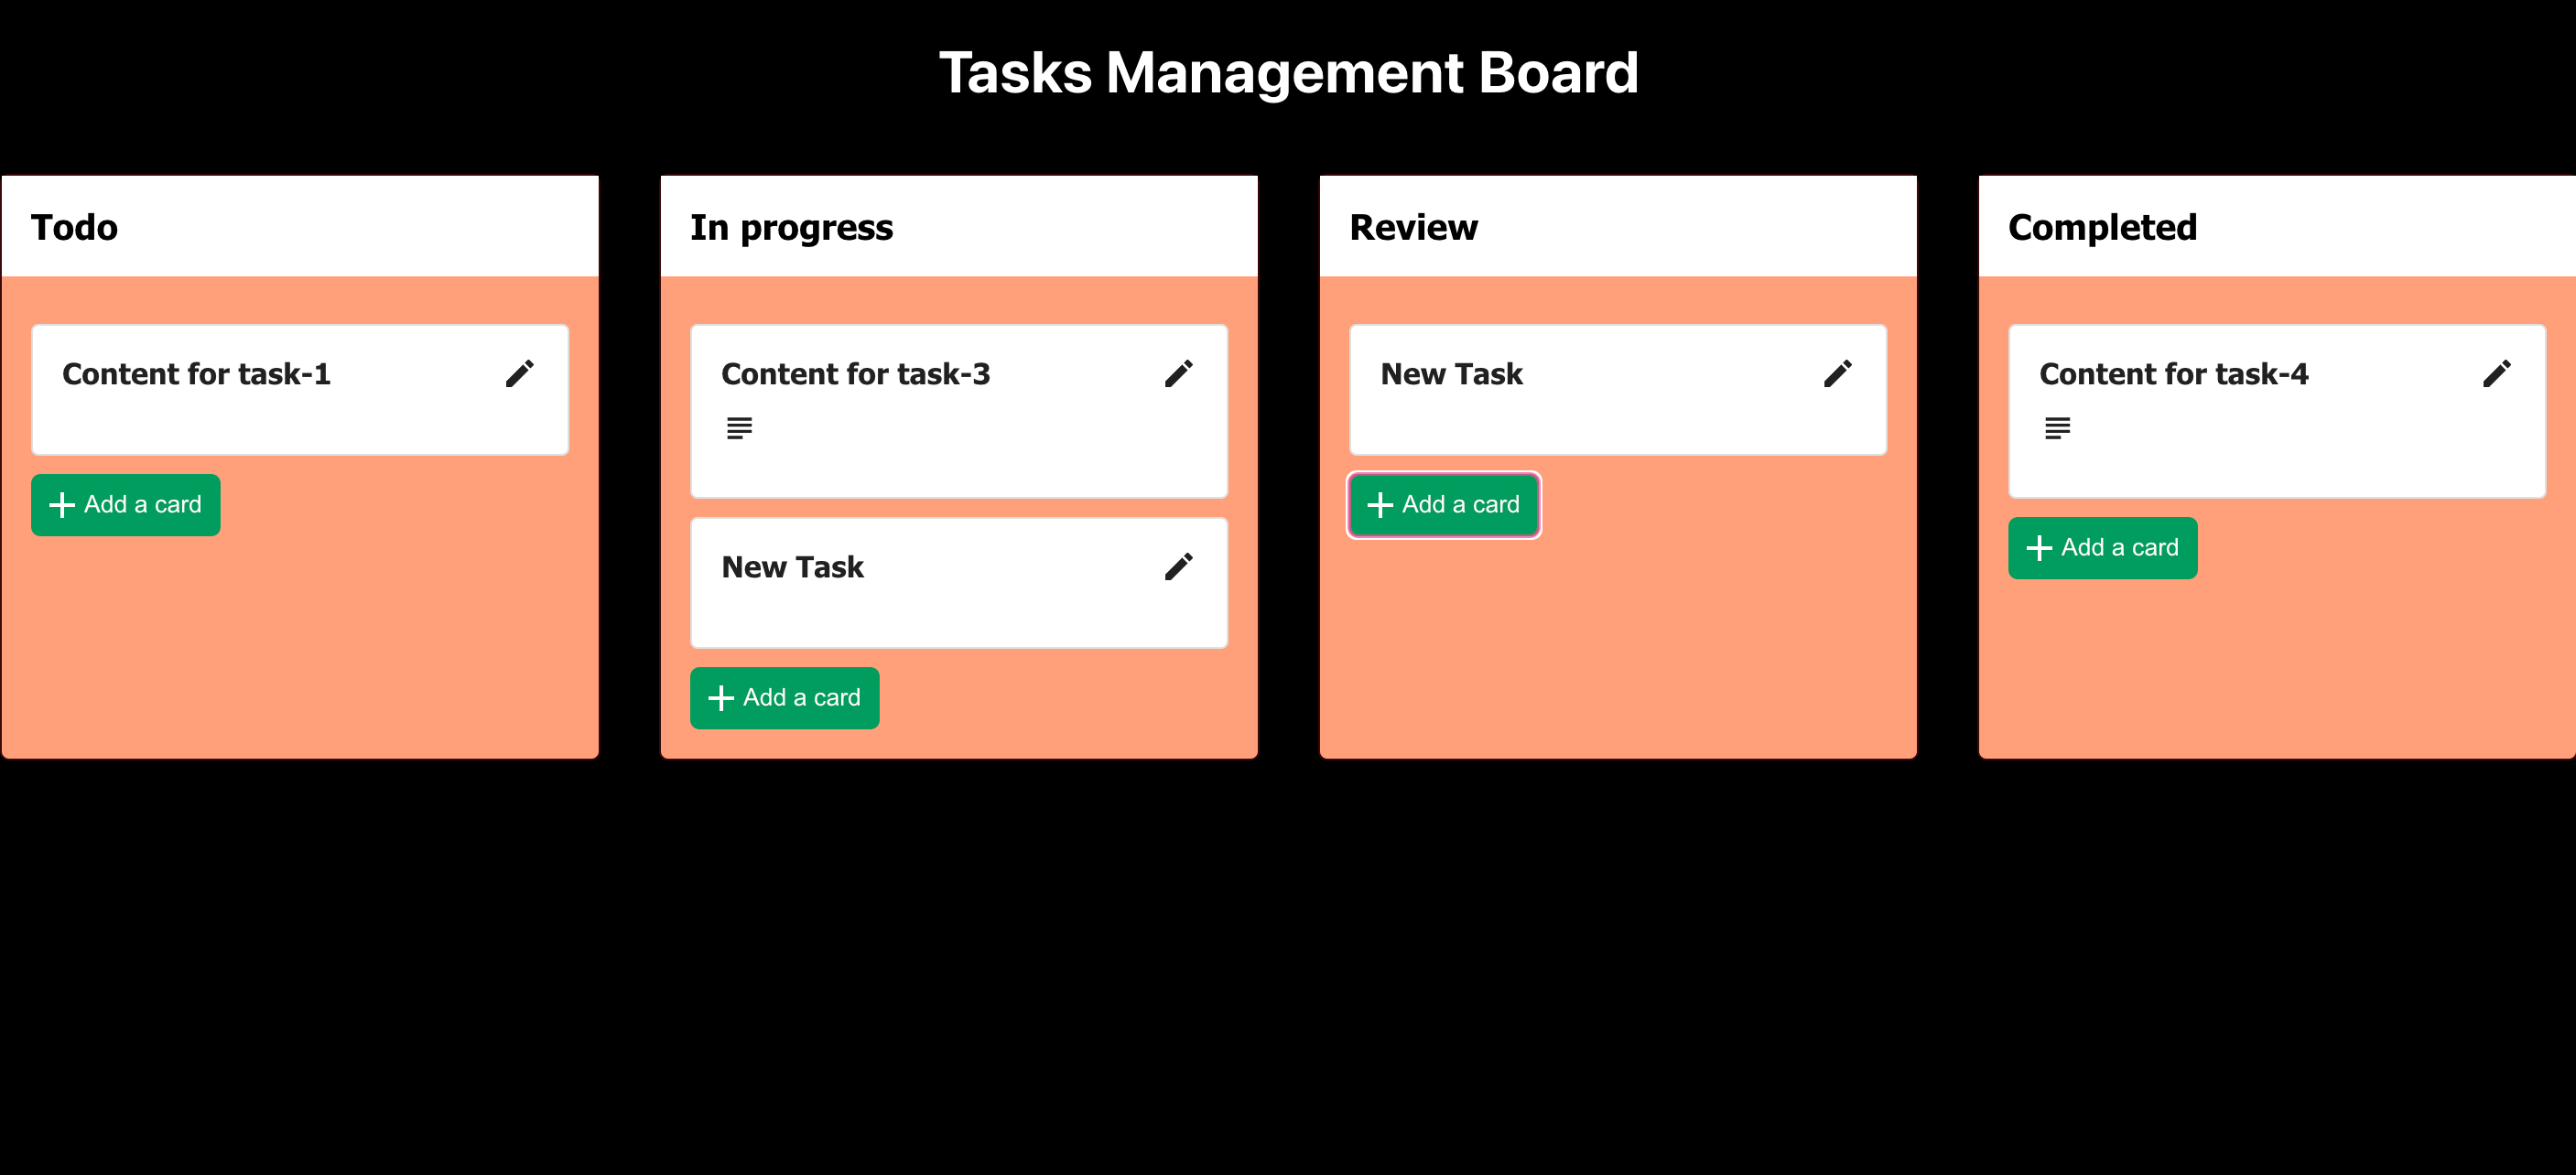 Tasks Management Board
Todo
Content for task-1
Add a card
In progress
Content for task-3
New Task
Add a card
Review
New Task
Add a card
Completed
Content for task-4
Add a card